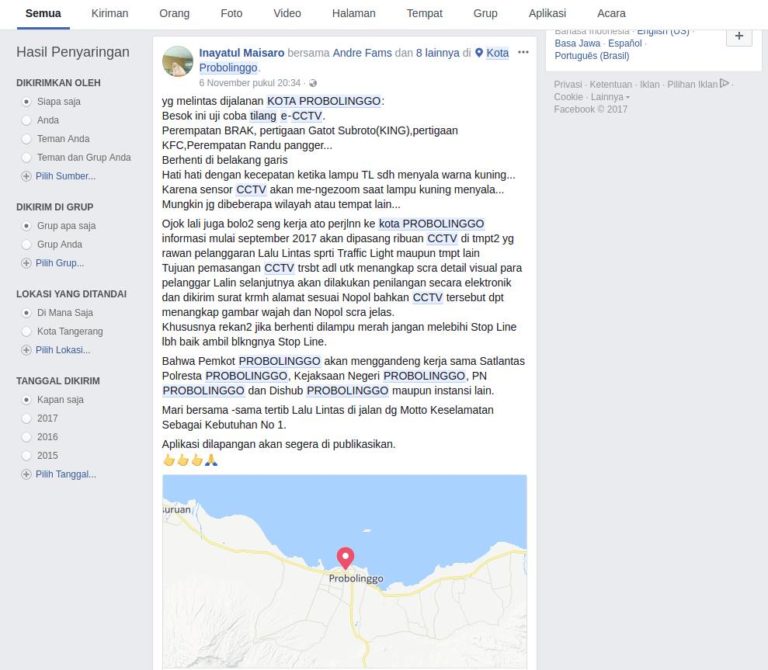 Semua Kiriman Orang Foto Video Halaman Tempat Grup Aplikasi Acara
Hasil Penyaringan
DIKIRIMKAN OLEH
Siapa saja
Anda
Teman Anda
Teman dan Grup Anda
Pilih Sumber...
DIKIRIM DI GRUP
Grup apa saja
Grup Anda
Pilih Grup...
LOKASI YANG DITANDAI
Di Mana Saja
Kota Tangerang
Pilih Lokasi...
TANGGAL DIKIRIM
Kapan saja
2017
2016
2015
Pilih Tanggal...
Inayatul Maisaro bersama Andre Fams dan 8 lainnya di Kota
Probolinggo.
6 November pukul 20:34 ·
yg melintas dijalanan KOTA PROBOLINGGO:
Besok ini uji coba tilang e-CCTV.
Perempatan BRAK, pertigaan Gatot Subroto(KING),pertigaan
KFC,Perempatan Randu pangger...
Berhenti di belakang garis
Hati hati dengan kecepatan ketika lampu TL sdh menyala warna kuning...
Karena sensor CCTV akan me-ngezoom saat lampu kuning menyala...
Mungkin jg dibeberapa wilayah atau tempat lain...
Ojok lali juga bolo2 seng kerja ato perjlnn ke kota PROBOLINGGO
informasi mulai september 2017 akan dipasang ribuan CCTV di tmpt2 yg
rawan pelanggaran Lalu Lintas sprti Traffic Light maupun tmpt lain
Tujuan pemasangan CCTV trsbt adl utk menangkap scra detail visual para
pelanggar Lalin selanjutnya akan dilakukan penilangan secara elektronik
dan dikirim surat krmh alamat sesuai Nopol bahkan CCTV tersebut dpt
menangkap gambar wajah dan Nopol scra jelas.
Khususnya rekan2 jika berhenti dilampu merah jangan melebihi Stop Line
lbh baik ambil blkngnya Stop Line.
Bahwa Pemkot PROBOLINGGO akan menggandeng kerja sama Satlantas
Polresta PROBOLINGGO, Kejaksaan Negeri PROBOLINGGO, PN
PROBOLINGGO dan Dishub PROBOLINGGO maupun instansi lain.
Mari bersama -sama tertib Lalu Lintas di jalan dg Motto Keselamatan
Sebagai Kebutuhan No 1.
Aplikasi dilapangan akan segera di publikasikan.
suruan
Probolinggo
Bahasa Indonesia · English (US) ·
Basa Jawa · Español ·
Português (Brasil)
Privasi · Ketentuan · Iklan · Pilihan Iklan ·
Cookie · Lainnya
Facebook © 2017